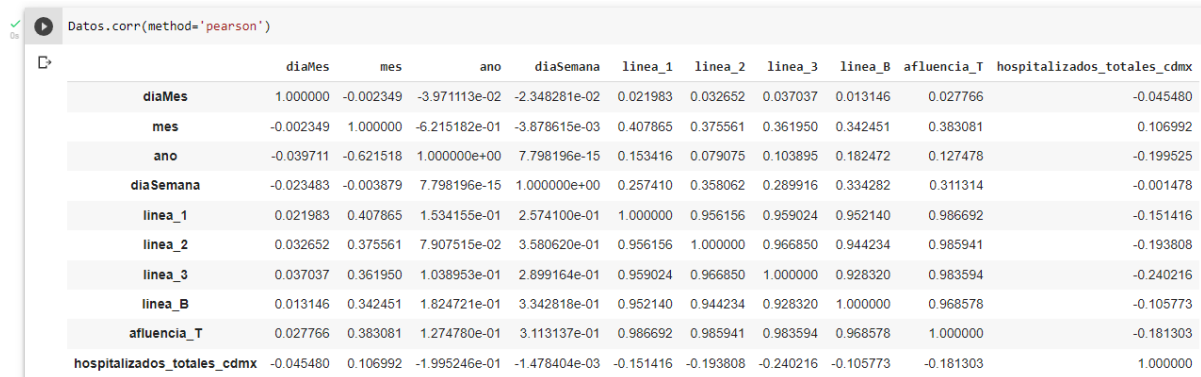 Datos.corr(method='pearson')
0s
diaMes mes ano diaSemana linea_1 linea_2 linea_3 linea_B afluencia_T hospitalizados_totales_cdmx
diaMes 1.000000 -0.002349 -3.971113e-02 -2.348281e-02 0.021983 0.032652 0.037037 0.013146 0.027766 -0.045480
mes -0.002349 1.000000 -6.215182e-01 -3.878615e-03 0.407865 0.375561 0.361950 0.342451 0.383081 0.106992
ano -0.039711 -0.621518 1.000000e+00 7.798196e-15 0.153416 0.079075 0.103895 0.182472 0.127478 -0.199525
diaSemana -0.023483 -0.003879 7.798196e-15 1.000000e+00 0.257410 0.358062 0.289916 0.334282 0.311314 -0.001478
linea_1 0.021983 0.407865 1.534155e-01 2.574100e-01 1.000000 0.956156 0.959024 0.952140 0.986692 -0.151416
linea_2 0.032652 0.375561 7.907515e-02 3.580620e-01 0.956156 1.000000 0.966850 0.944234 0.985941 -0.193808
linea_3 0.037037 0.361950 1.038953e-01 2.899164e-01 0.959024 0.966850 1.000000 0.928320 0.983594 -0.240216
linea_B 0.013146 0.342451 1.824721e-01 3.342818e-01 0.952140 0.944234 0.928320 1.000000 0.968578 -0.105773
afluencia_T 0.027766 0.383081 1.274780e-01 3.113137e-01 0.986692 0.985941 0.983594 0.968578 1.000000 -0.181303
hospitalizados_totales_cdmx -0.045480 0.106992 -1.995246e-01 -1.478404e-03 -0.151416 -0.193808 -0.240216 -0.105773 -0.181303 1.000000